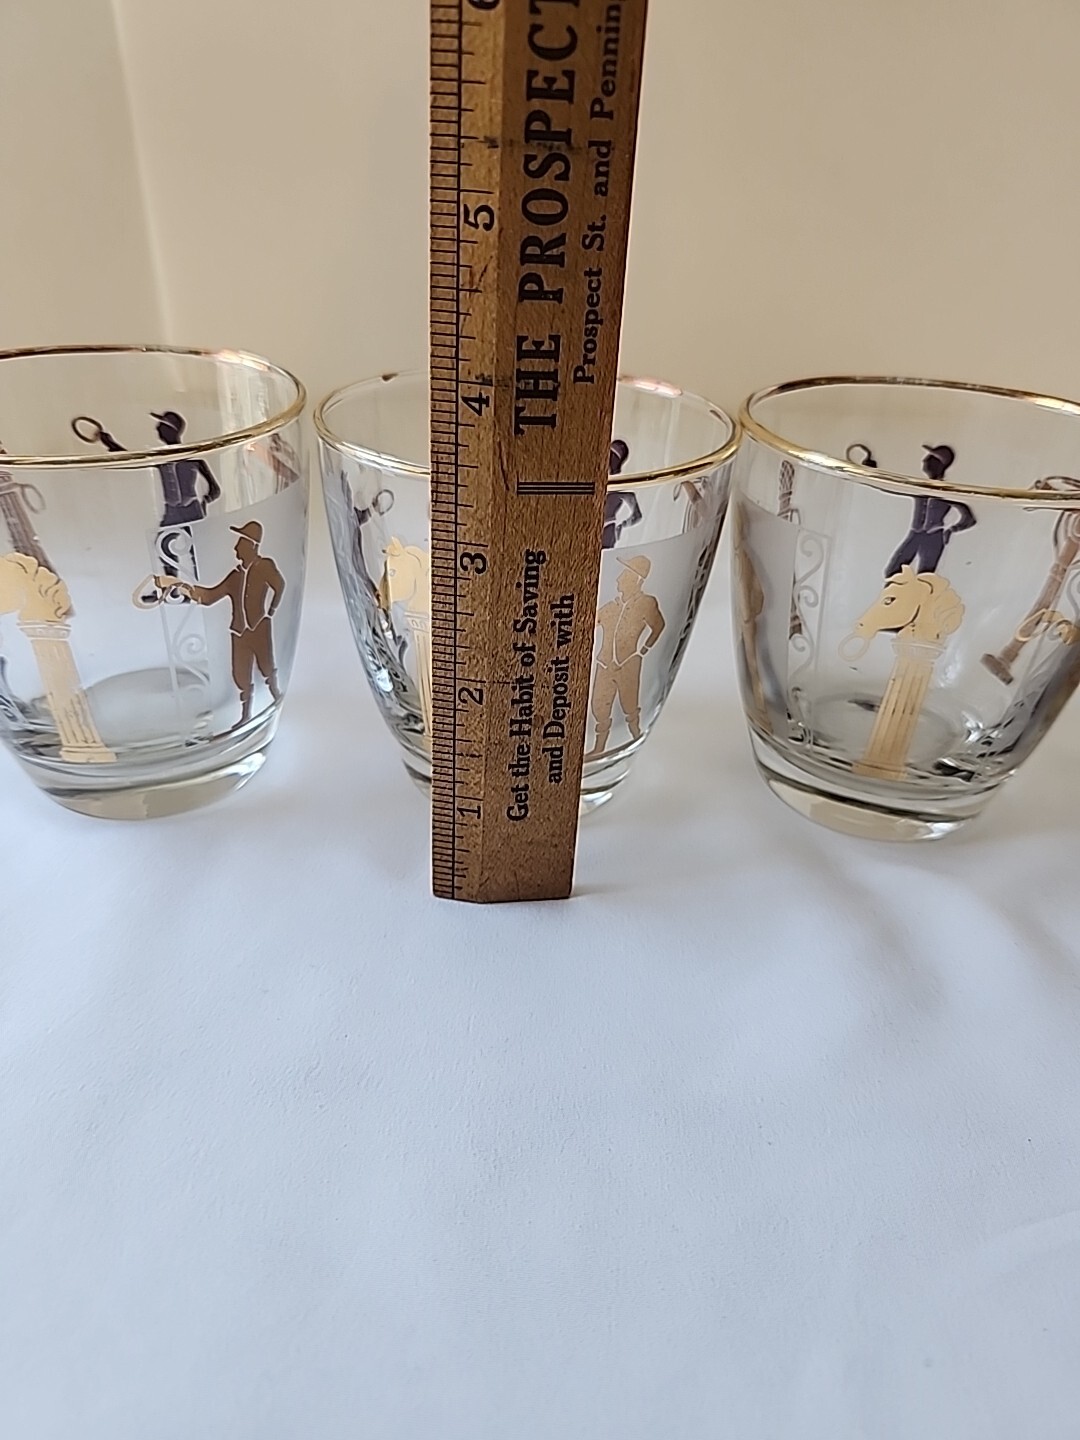 THE PROSPECT
Prospect St. and Pennin
Get the Habit of Saving
and Deposit with
6
5
4
3
2
1